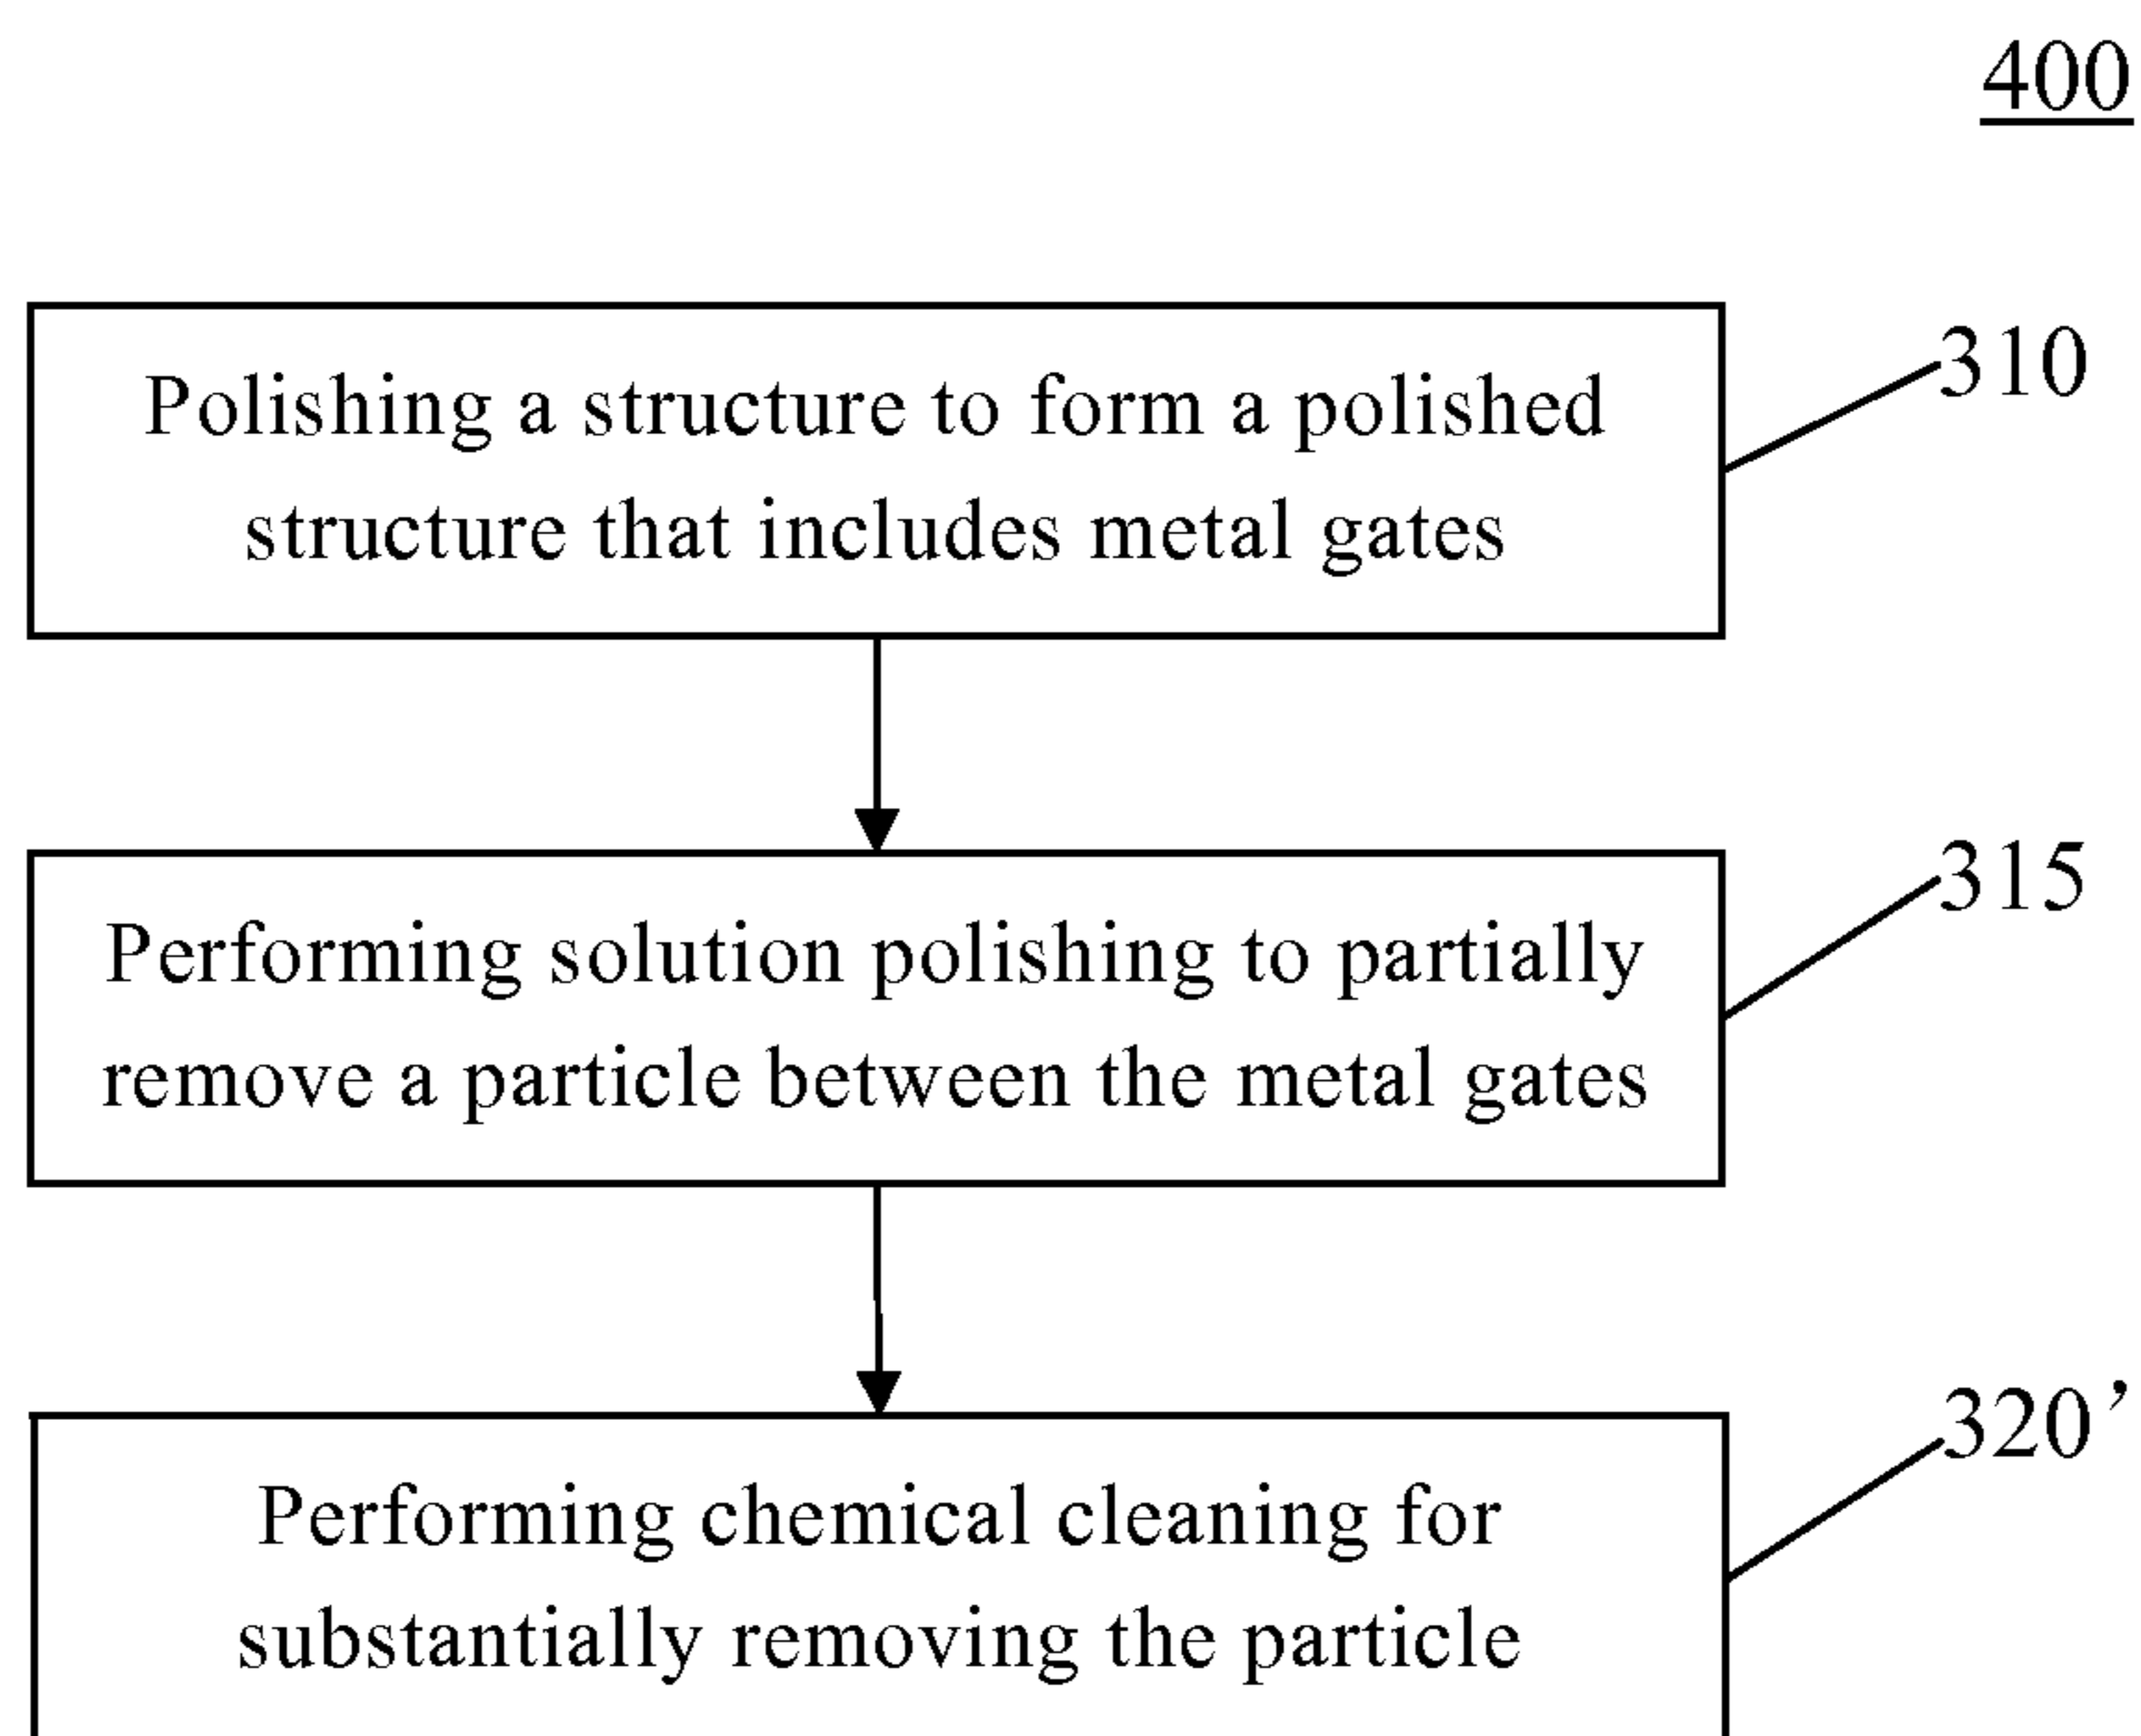 400
Polishing a structure to form a polished
structure that includes metal gates
310
Performing solution polishing to partially
remove a particle between the metal gates
315
Performing chemical cleaning for
substantially removing the particle
320’